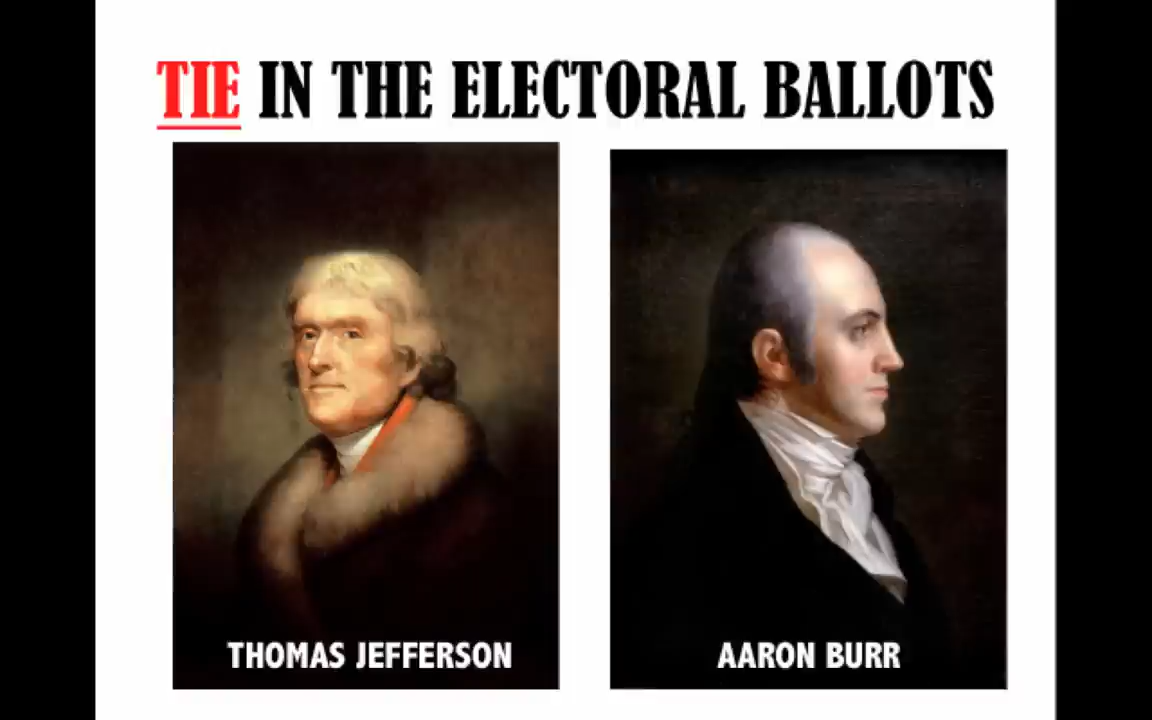 TIE IN THE ELECTORAL BALLOTS
THOMAS JEFFERSON
AARON BURR